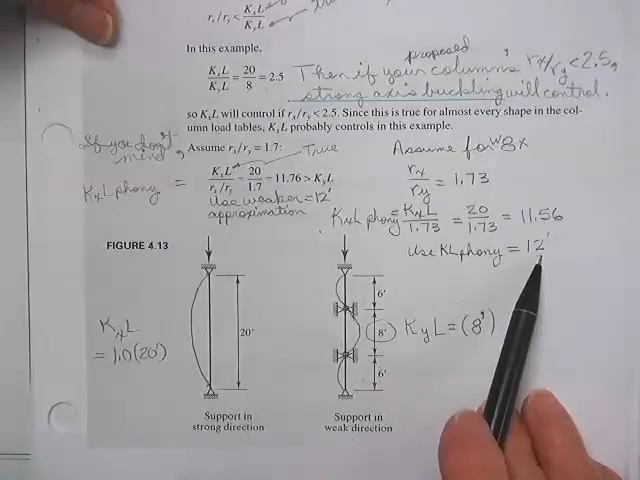 rx/ry < KxL
KyL
In this example,
KxL/KyL = 20/8 = 2.5
proposed
Then if your column's rx/ry < 2.5,
strong axis buckling will control.
so KxL will control if rx/ry < 2.5. Since this is true for almost every shape in the col-
umn load tables, KxL probably controls in this example.
If you don't
mind,
Assume rx/ry = 1.7:
True
Assume for W8x
KxL phony =
KxL/rx/ry = 20/1.7 = 11.76 > KyL
rx/ry = 1.73
Use weaker = 12'
approximation
KxL phony = KxL/1.73 = 20/1.73 = 11.56
Use KL phony = 12'
FIGURE 4.13
KxL
= 1.0(20')
20'
6'
8'
6'
KyL = (8')
Support in
strong direction
Support in
weak direction